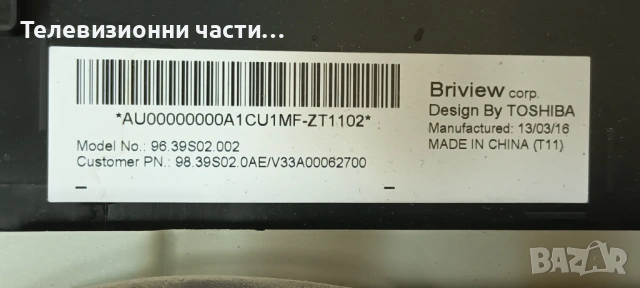 Телевизионни части...
*AU00000000A1CU1MF-ZT1102*
Model No.: 96.39S02.002
Customer PN.: 98.39S02.0AE/V33A00062700
Briview corp.
Design By TOSHIBA
Manufactured: 13/03/16
MADE IN CHINA (T11)
BAZAR